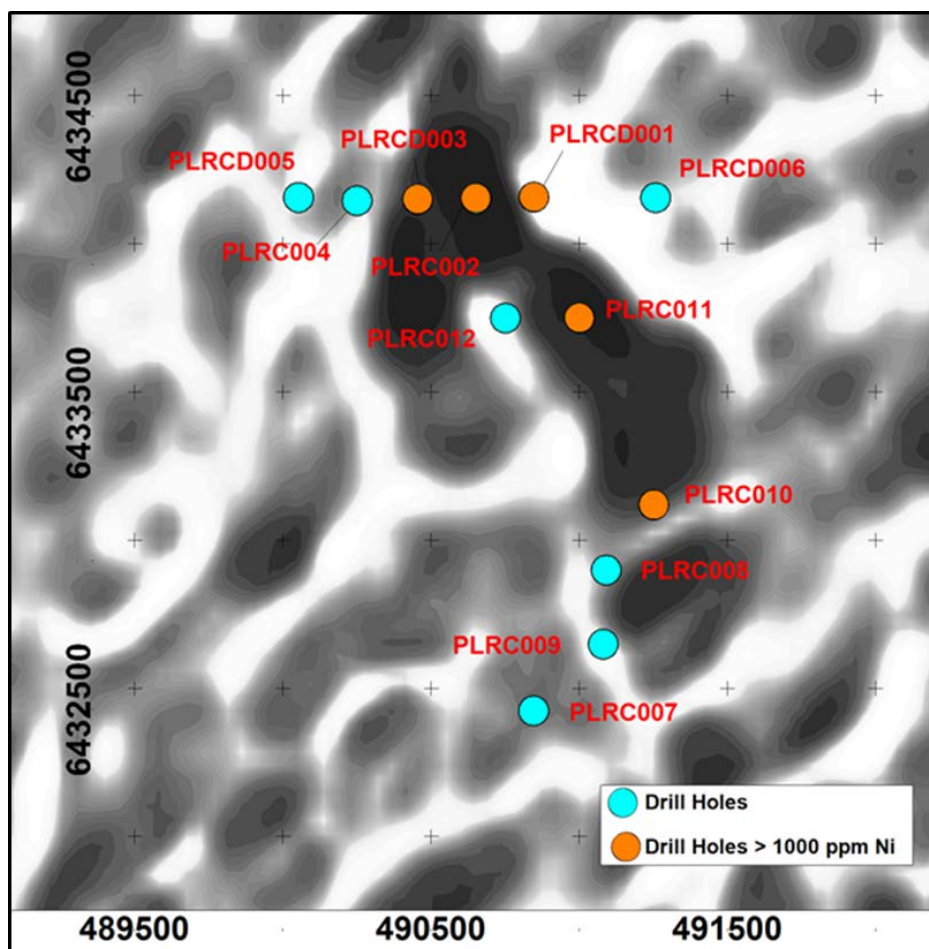 6434500
PLRCD003
PLRCD001
PLRCD005
PLRCD006
PLRC004
PLRC002
PLRC011
PLRC012
6433500
PLRC010
PLRC008
PLRC009
6432500
PLRC007
Drill Holes
Drill Holes > 1000 ppm Ni
489500
490500
491500